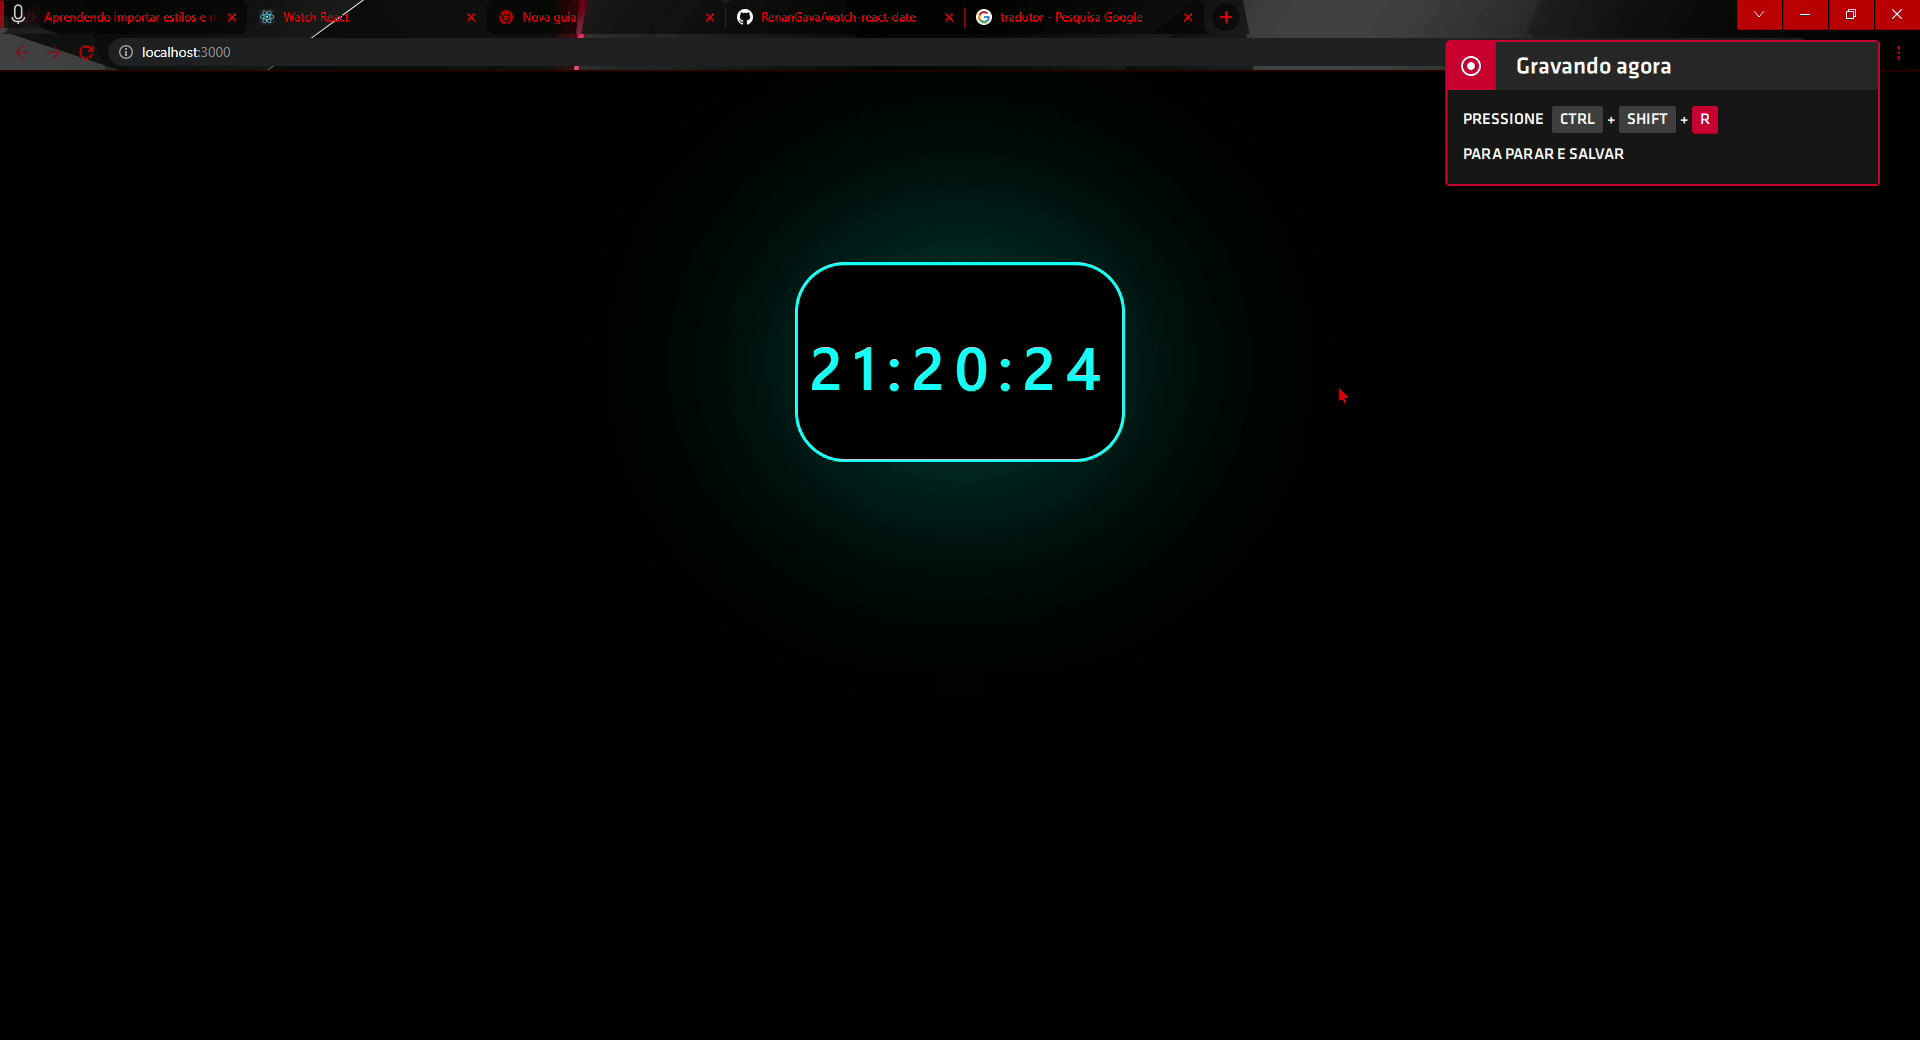 Aprendendo importar estilos e r
Watch React
Nova guia
RenanGava/watch-react-date
tradutor - Pesquisa Google
localhost:3000
Gravando agora
PRESSIONE CTRL + SHIFT + R
PARA PARAR E SALVAR
21:20:24